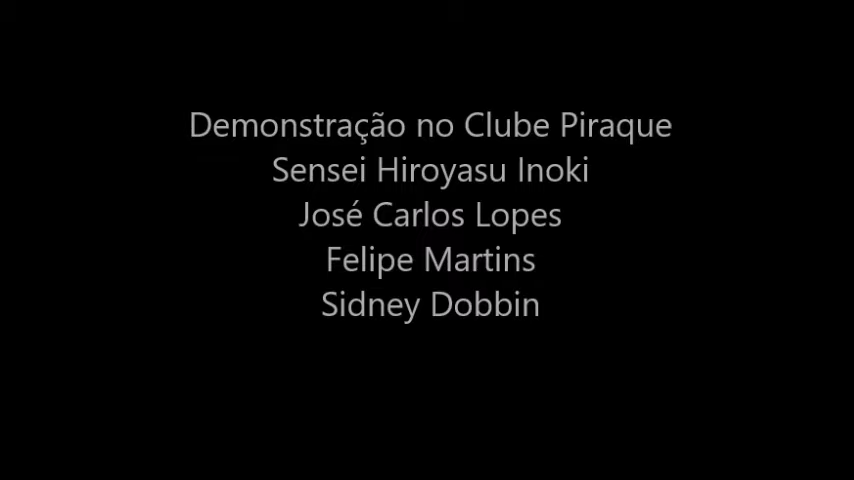 Demonstração no Clube Piraque
Sensei Hiroyasu Inoki
José Carlos Lopes
Felipe Martins
Sidney Dobbin